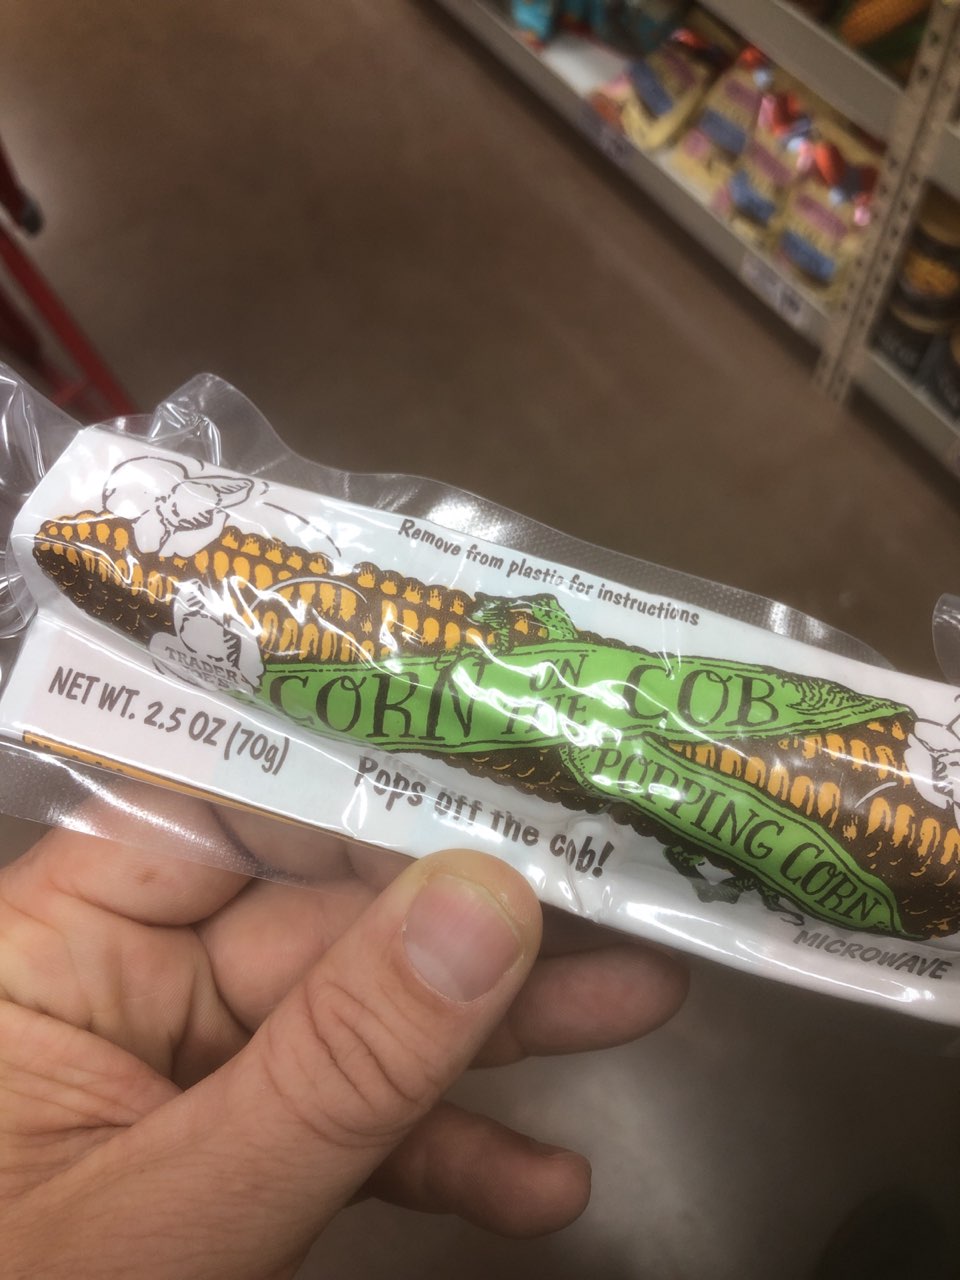 Remove from plastic for instructions
TRADER
CORN ON THE COB
POPPING CORN
NET WT. 2.5 OZ (70g)
Pops off the cob!
MICROWAVE